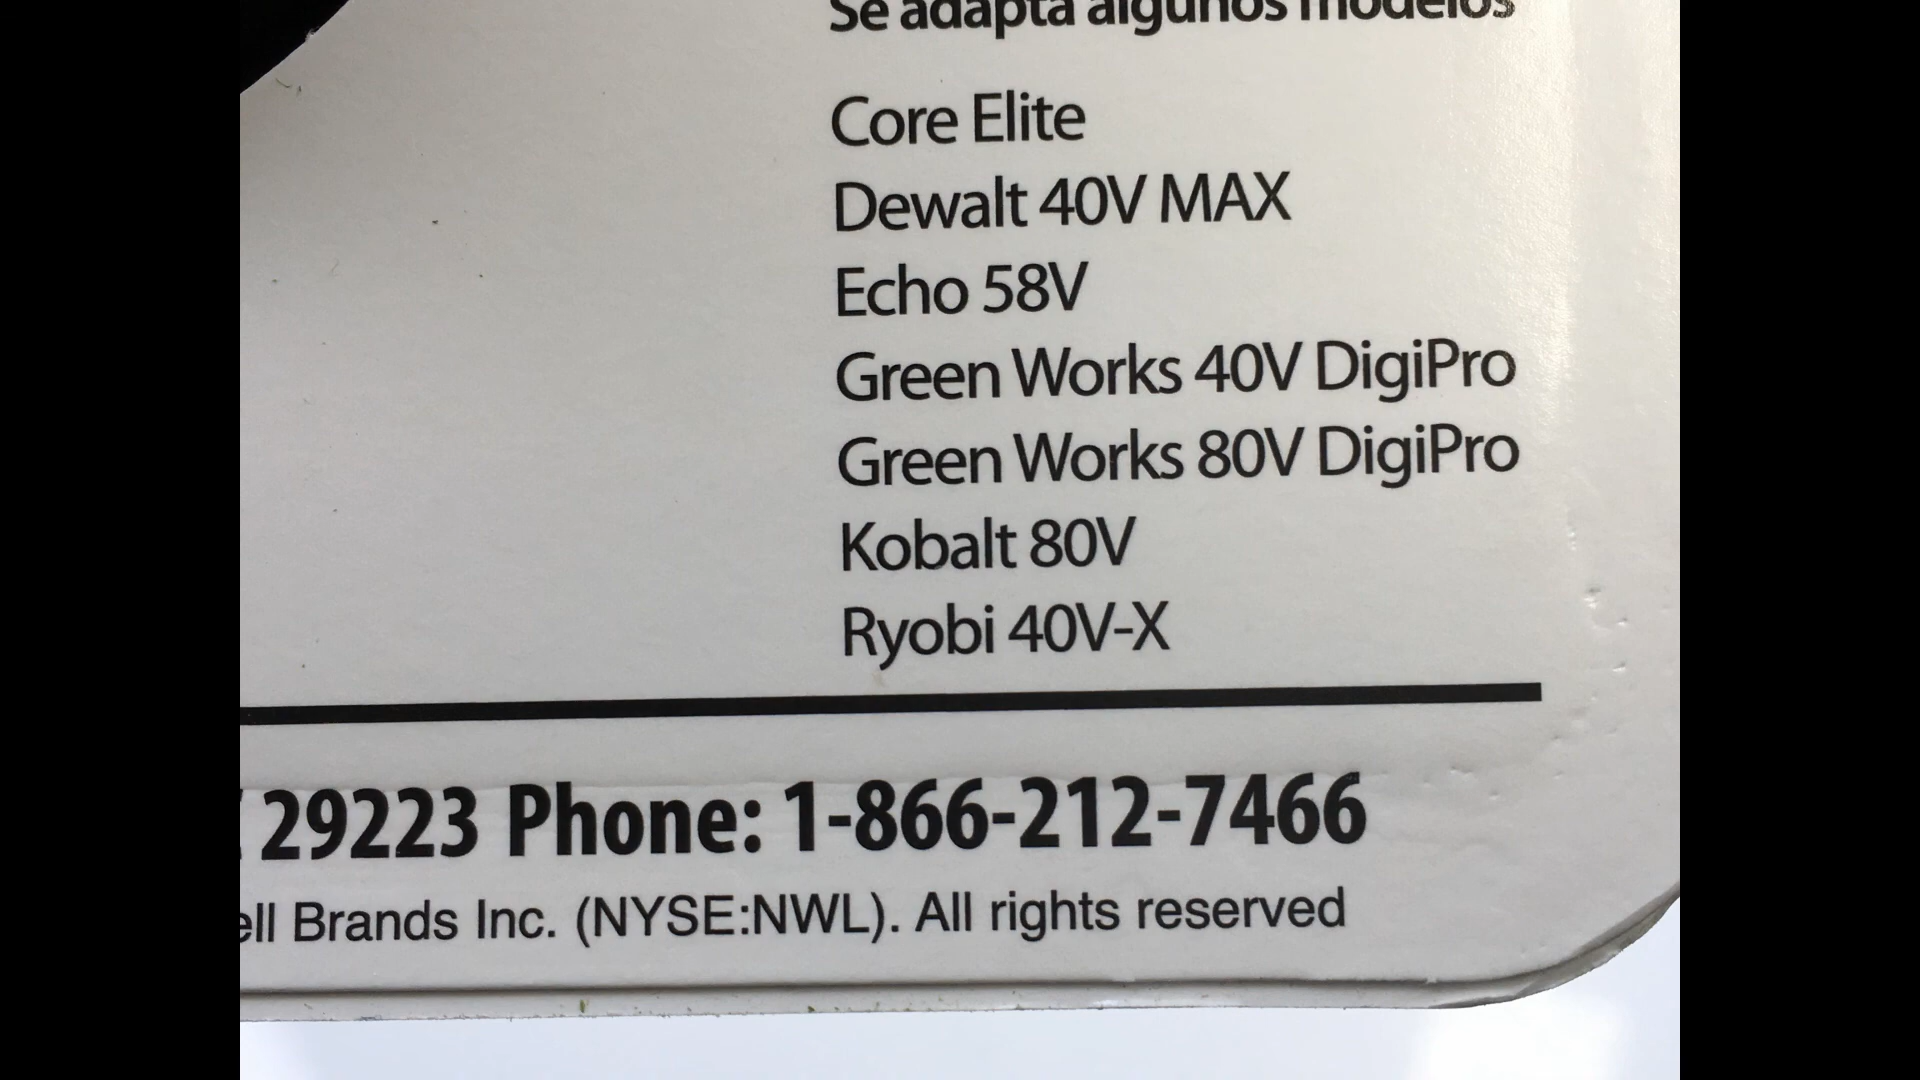 Se adapta algunos modelos
Core Elite
Dewalt 40V MAX
Echo 58V
Green Works 40V DigiPro
Green Works 80V DigiPro
Kobalt 80V
Ryobi 40V-X
29223 Phone: 1-866-212-7466
ell Brands Inc. (NYSE:NWL). All rights reserved